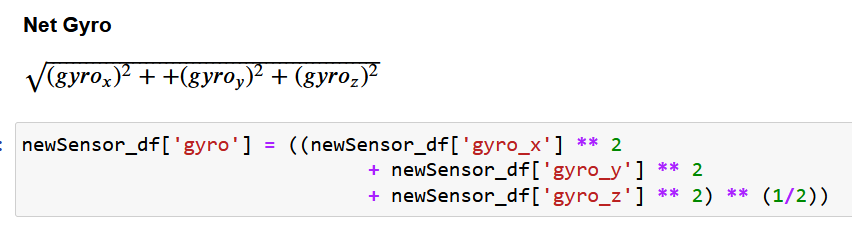 Net Gyro
√(gyroₓ)² + +(gyro_y)² + (gyro_z)²
: newSensor_df['gyro'] = ((newSensor_df['gyro_x'] ** 2
+ newSensor_df['gyro_y'] ** 2
+ newSensor_df['gyro_z'] ** 2) ** (1/2))